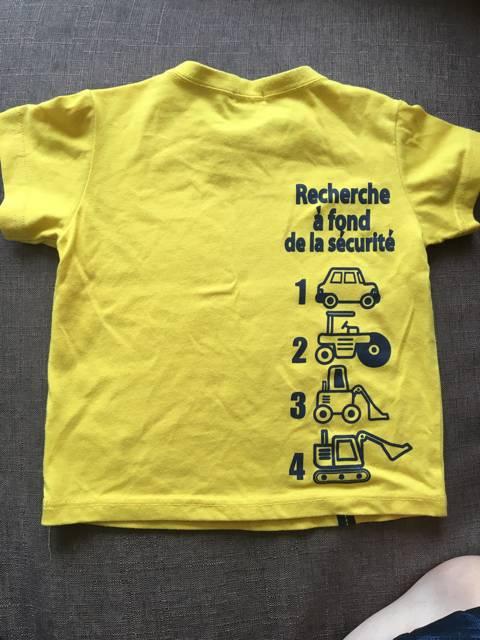 Recherche
à fond
de la sécurité
1
2
3
4